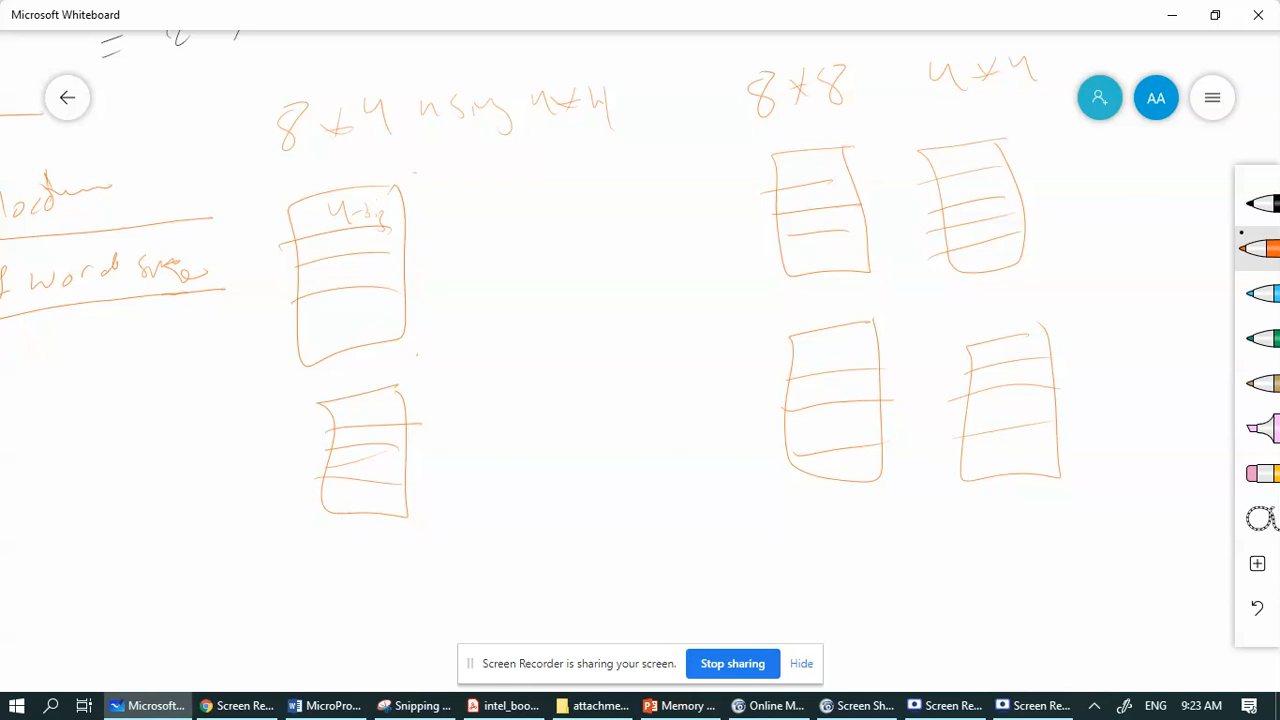 Microsoft Whiteboard
=
8 * 4 using 4*4
8 * 8
4 * 4
AA
4-big
word size
Screen Recorder is sharing your screen.
Stop sharing
Hide
Microsoft...
Screen Re...
MicroPro...
Snipping ...
intel_boo...
attachme...
Memory ...
Online M...
Screen Sh...
Screen Re...
Screen Re...
ENG
9:23 AM